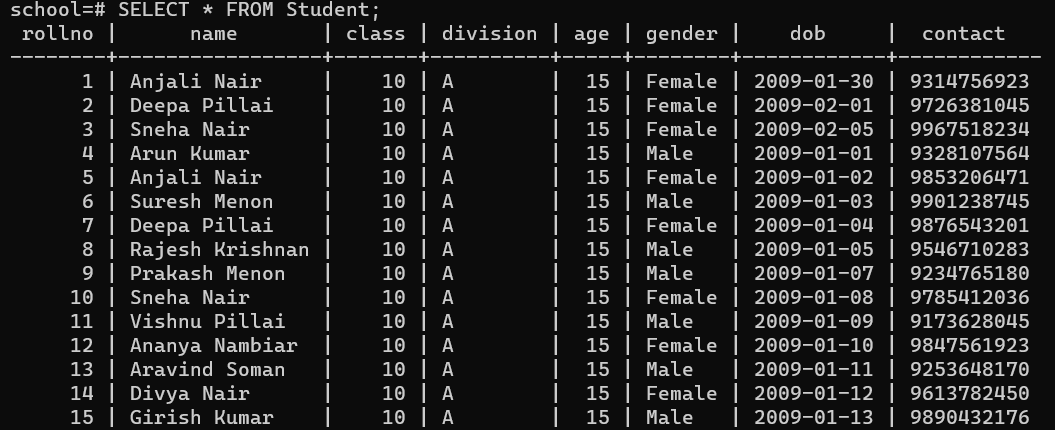 school=# SELECT * FROM Student;
 rollno |      name       | class | division | age | gender |    dob     |  contact
--------+-----------------+-------+----------+-----+--------+------------+------------
      1 | Anjali Nair     |    10 | A        |  15 | Female | 2009-01-30 | 9314756923
      2 | Deepa Pillai    |    10 | A        |  15 | Female | 2009-02-01 | 9726381045
      3 | Sneha Nair      |    10 | A        |  15 | Female | 2009-02-05 | 9967518234
      4 | Arun Kumar      |    10 | A        |  15 | Male   | 2009-01-01 | 9328107564
      5 | Anjali Nair     |    10 | A        |  15 | Female | 2009-01-02 | 9853206471
      6 | Suresh Menon    |    10 | A        |  15 | Male   | 2009-01-03 | 9901238745
      7 | Deepa Pillai    |    10 | A        |  15 | Female | 2009-01-04 | 9876543201
      8 | Rajesh Krishnan |    10 | A        |  15 | Male   | 2009-01-05 | 9546710283
      9 | Prakash Menon   |    10 | A        |  15 | Male   | 2009-01-07 | 9234765180
     10 | Sneha Nair      |    10 | A        |  15 | Female | 2009-01-08 | 9785412036
     11 | Vishnu Pillai   |    10 | A        |  15 | Male   | 2009-01-09 | 9173628045
     12 | Ananya Nambiar  |    10 | A        |  15 | Female | 2009-01-10 | 9847561923
     13 | Aravind Soman   |    10 | A        |  15 | Male   | 2009-01-11 | 9253648170
     14 | Divya Nair      |    10 | A        |  15 | Female | 2009-01-12 | 9613782450
     15 | Girish Kumar    |    10 | A        |  15 | Male   | 2009-01-13 | 9890432176